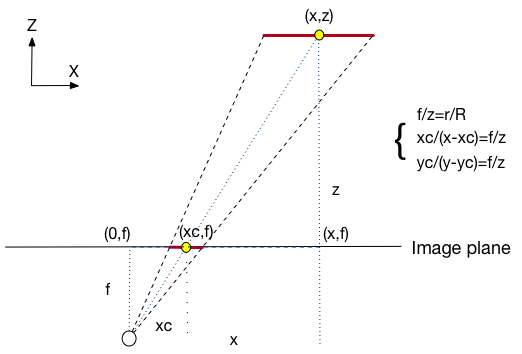 (x,z)
Z
X
f/z=r/R
{
xc/(x-xc)=f/z
yc/(y-yc)=f/z
z
(0,f)
(xc,f)
(x,f)
Image plane
f
xc
x